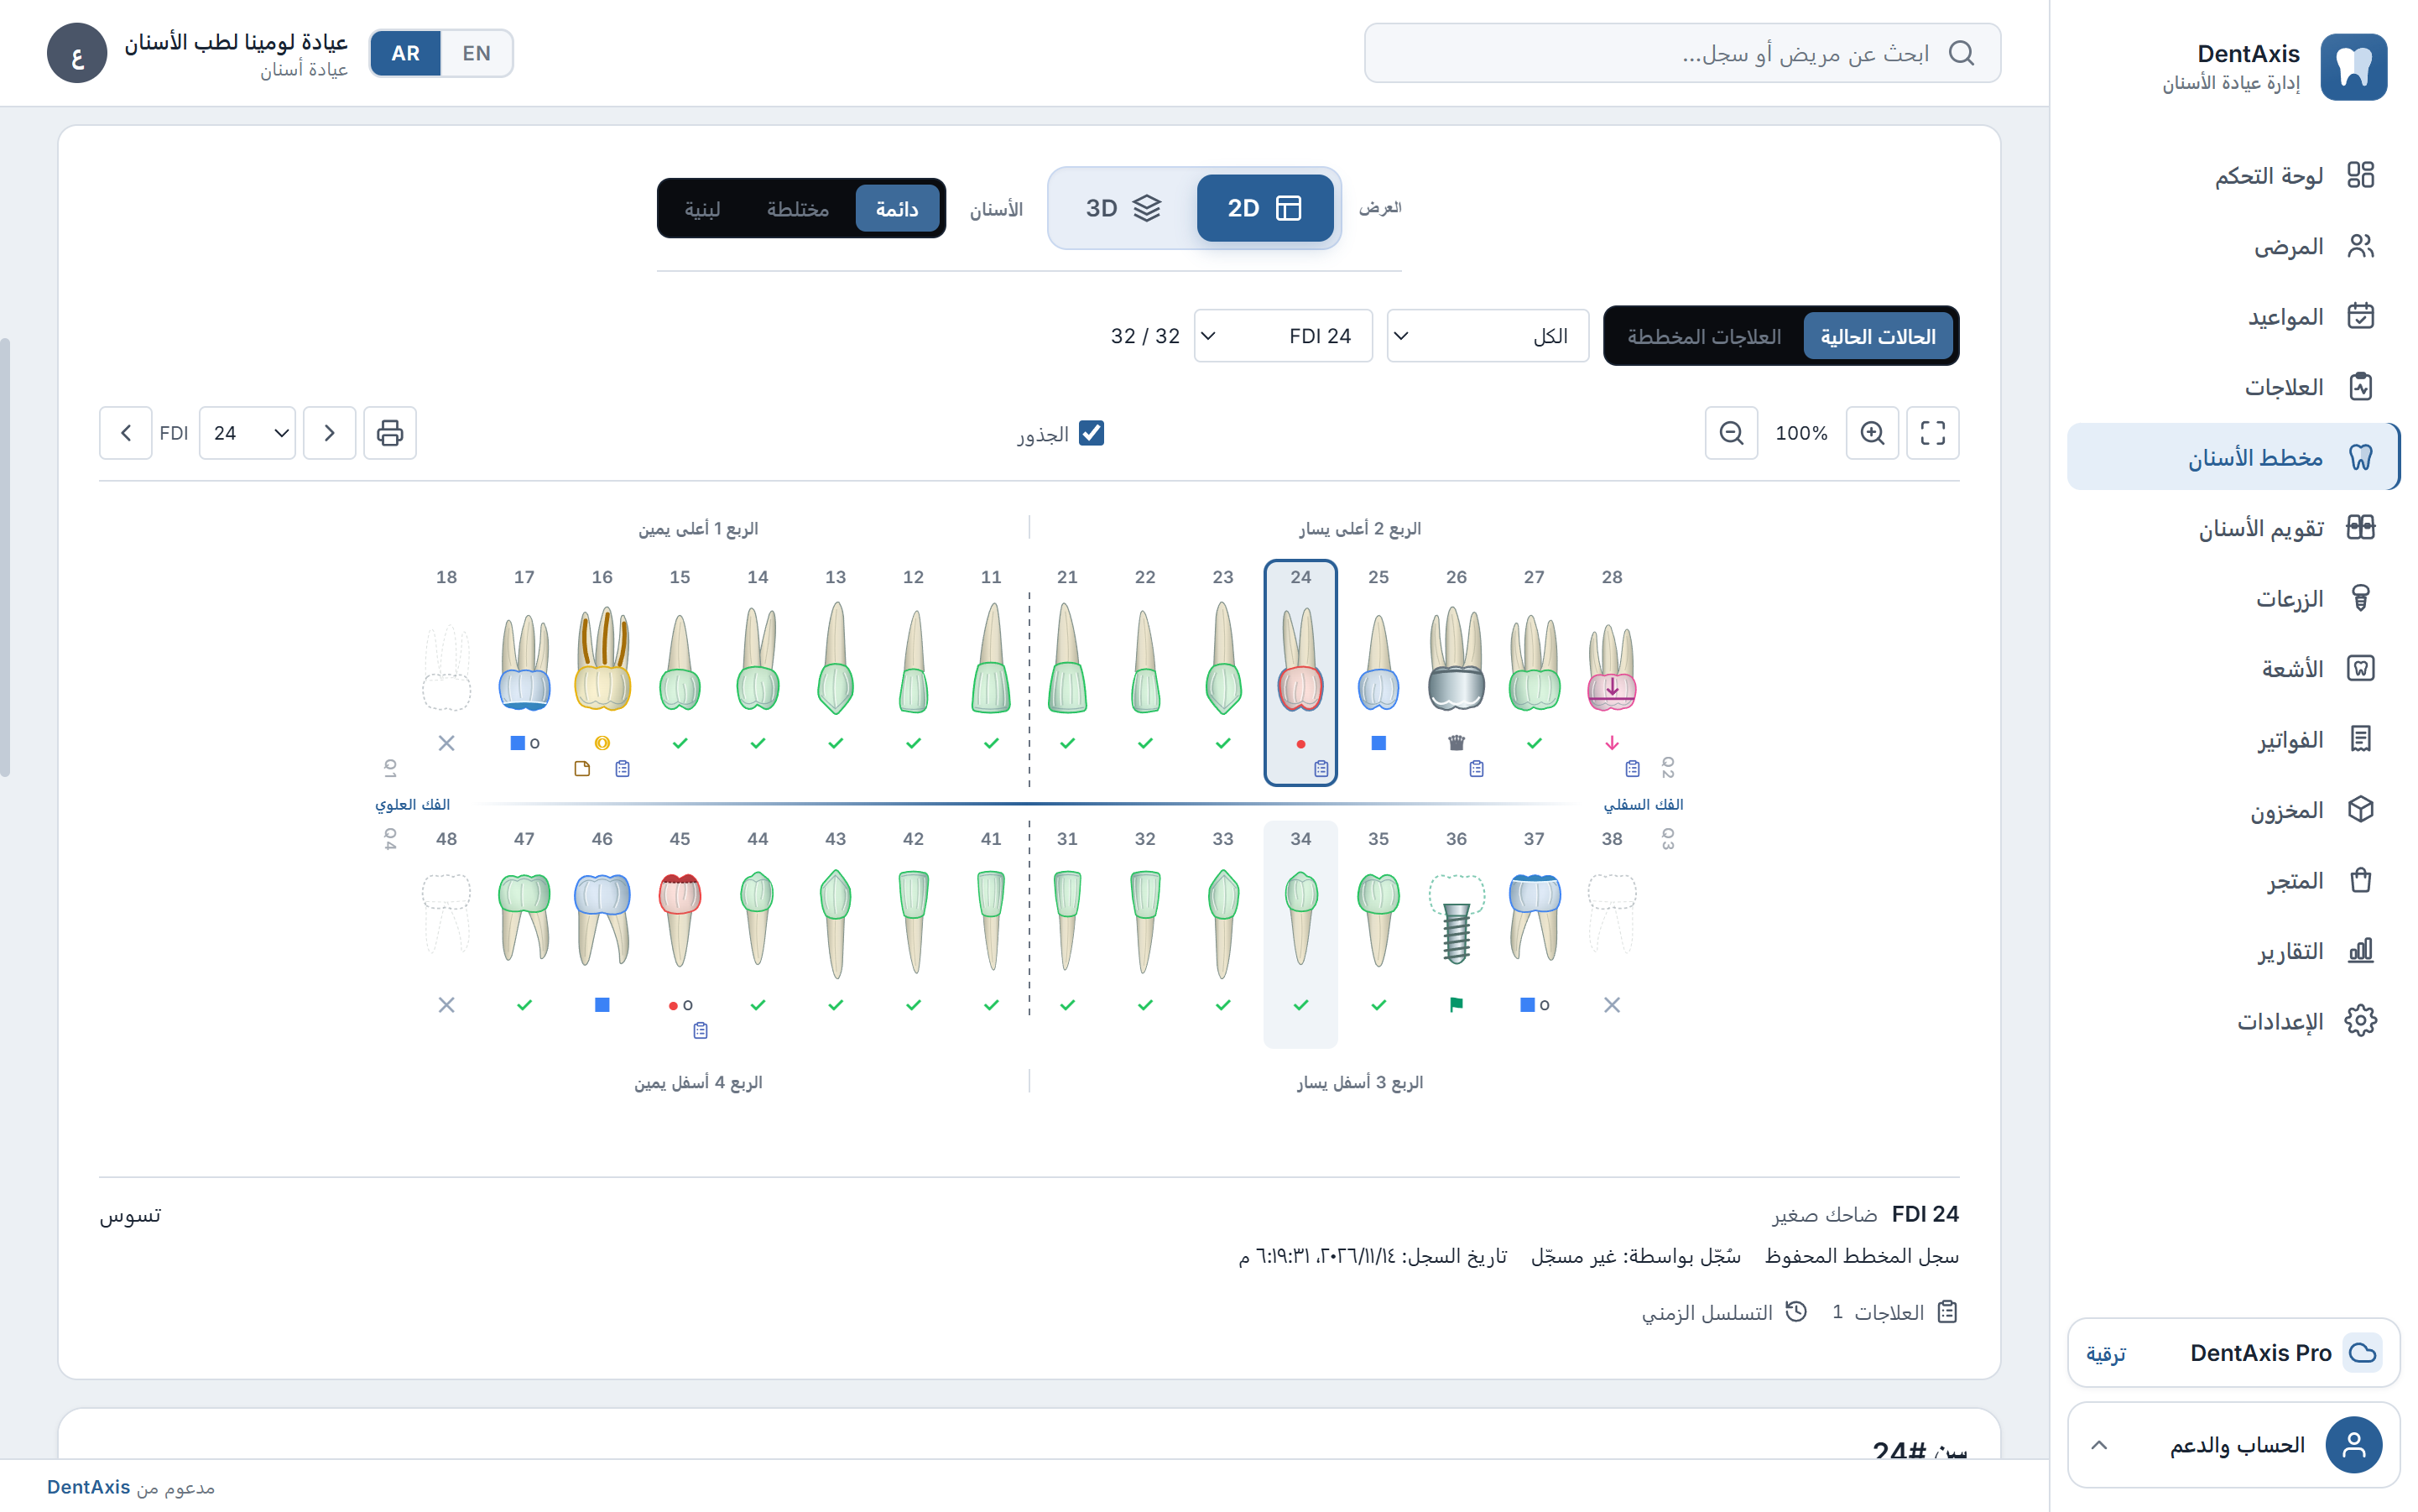 DentAxis
إدارة عيادة الأسنان
لوحة التحكم
المرضى
المواعيد
العلاجات
مخطط الأسنان
تقويم الأسنان
الزرعات
الأشعة
الفواتير
المخزون
المتجر
التقارير
الإعدادات
DentAxis Pro ترقية
الحساب والدعم
ابحث عن مريض أو سجل...
AR EN
عيادة لومينا لطب الأسنان
عيادة أسنان
ع
العرض 2D 3D الأسنان دائمة مختلطة لبنية
الحالات الحالية العلاجات المخططة الكل FDI 24 32 / 32
100% الجذور 24 FDI
الربع 1 أعلى يمين الربع 2 أعلى يسار
18 17 16 15 14 13 12 11 21 22 23 24 25 26 27 28
o
Q1 Q2
الفك العلوي الفك السفلي
Q4 48 47 46 45 44 43 42 41 31 32 33 34 35 36 37 38 Q3
o o
الربع 4 أسفل يمين الربع 3 أسفل يسار
FDI 24 ضاحك صغير تسوس
سجل المخطط المحفوظ سُجّل بواسطة: غير مسجّل تاريخ السجل: ١٤‏/١١‏/٢٠٢٦، ٦:١٩:٣١ م
العلاجات 1 التسلسل الزمني
سن #24
مدعوم من DentAxis